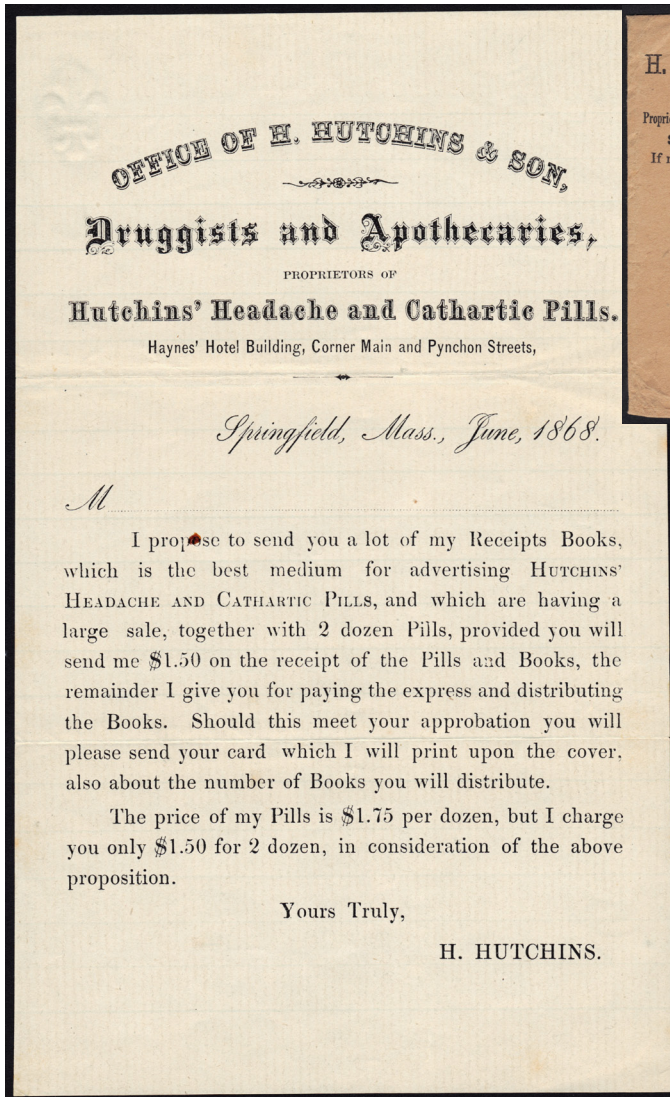 OFFICE OF H. HUTCHINS & SON,
Druggists and Apothecaries,
PROPRIETORS OF
Hutchins' Headache and Cathartic Pills.
Haynes' Hotel Building, Corner Main and Pynchon Streets,
Springfield, Mass., June, 1868.
M
I propose to send you a lot of my Receipts Books,
which is the best medium for advertising HUTCHINS'
HEADACHE AND CATHARTIC PILLS, and which are having a
large sale, together with 2 dozen Pills, provided you will
send me $1.50 on the receipt of the Pills and Books, the
remainder I give you for paying the express and distributing
the Books. Should this meet your approbation you will
please send your card which I will print upon the cover,
also about the number of Books you will distribute.
The price of my Pills is $1.75 per dozen, but I charge
you only $1.50 for 2 dozen, in consideration of the above
proposition.
Yours Truly,
H. HUTCHINS.
H.
If